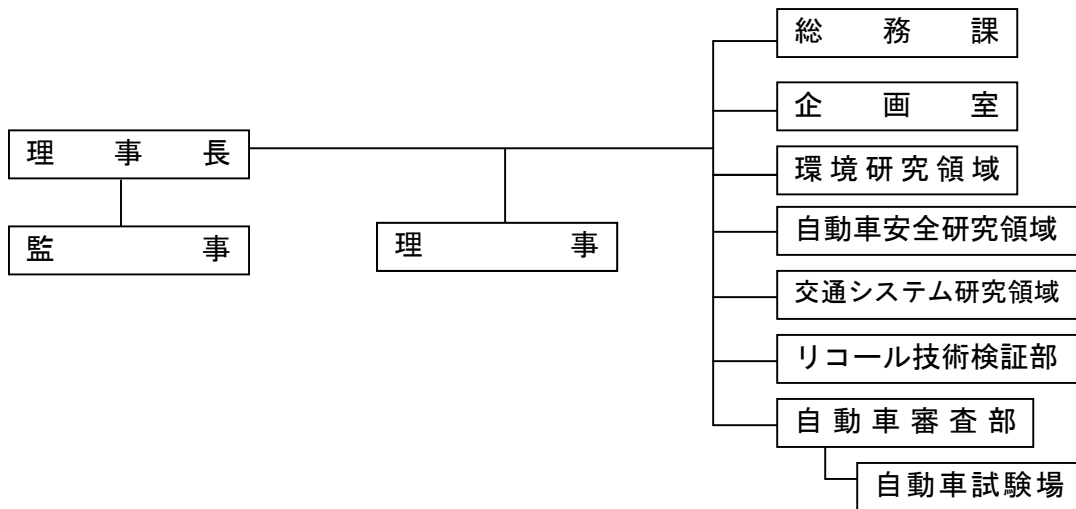 理事長
監事
理事
総務課
企画室
環境研究領域
自動車安全研究領域
交通システム研究領域
リコール技術検証部
自動車審査部
自動車試験場